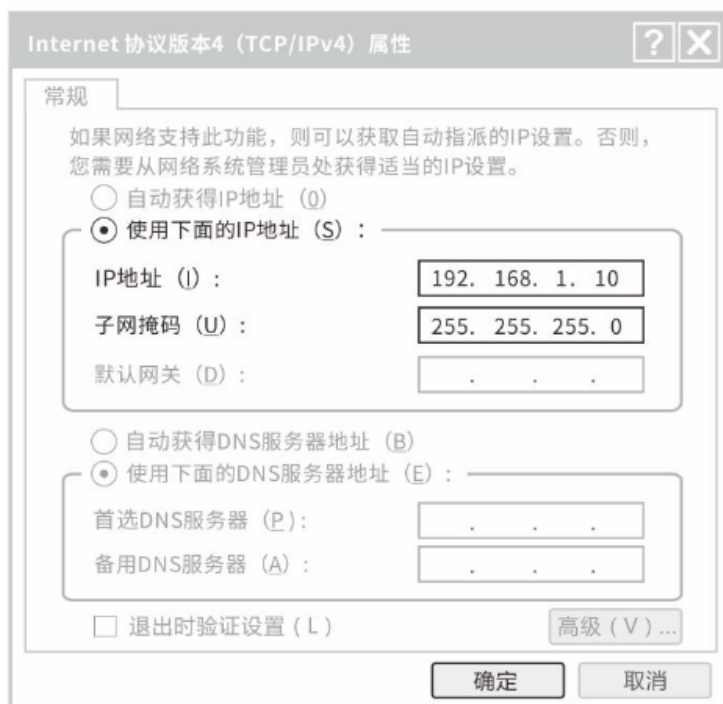 Internet 协议版本4（TCP/IPv4）属性
常规
如果网络支持此功能，则可以获取自动指派的IP设置。否则，
您需要从网络系统管理员处获得适当的IP设置。
自动获得IP地址（0）
使用下面的IP地址（S）：
IP地址（I）： 192. 168. 1. 10
子网掩码（U）： 255. 255. 255. 0
默认网关（D）： . . .
自动获得DNS服务器地址（B）
使用下面的DNS服务器地址（E）：
首选DNS服务器（P）： . . .
备用DNS服务器（A）： . . .
退出时验证设置（L） 高级（V）...
确定 取消